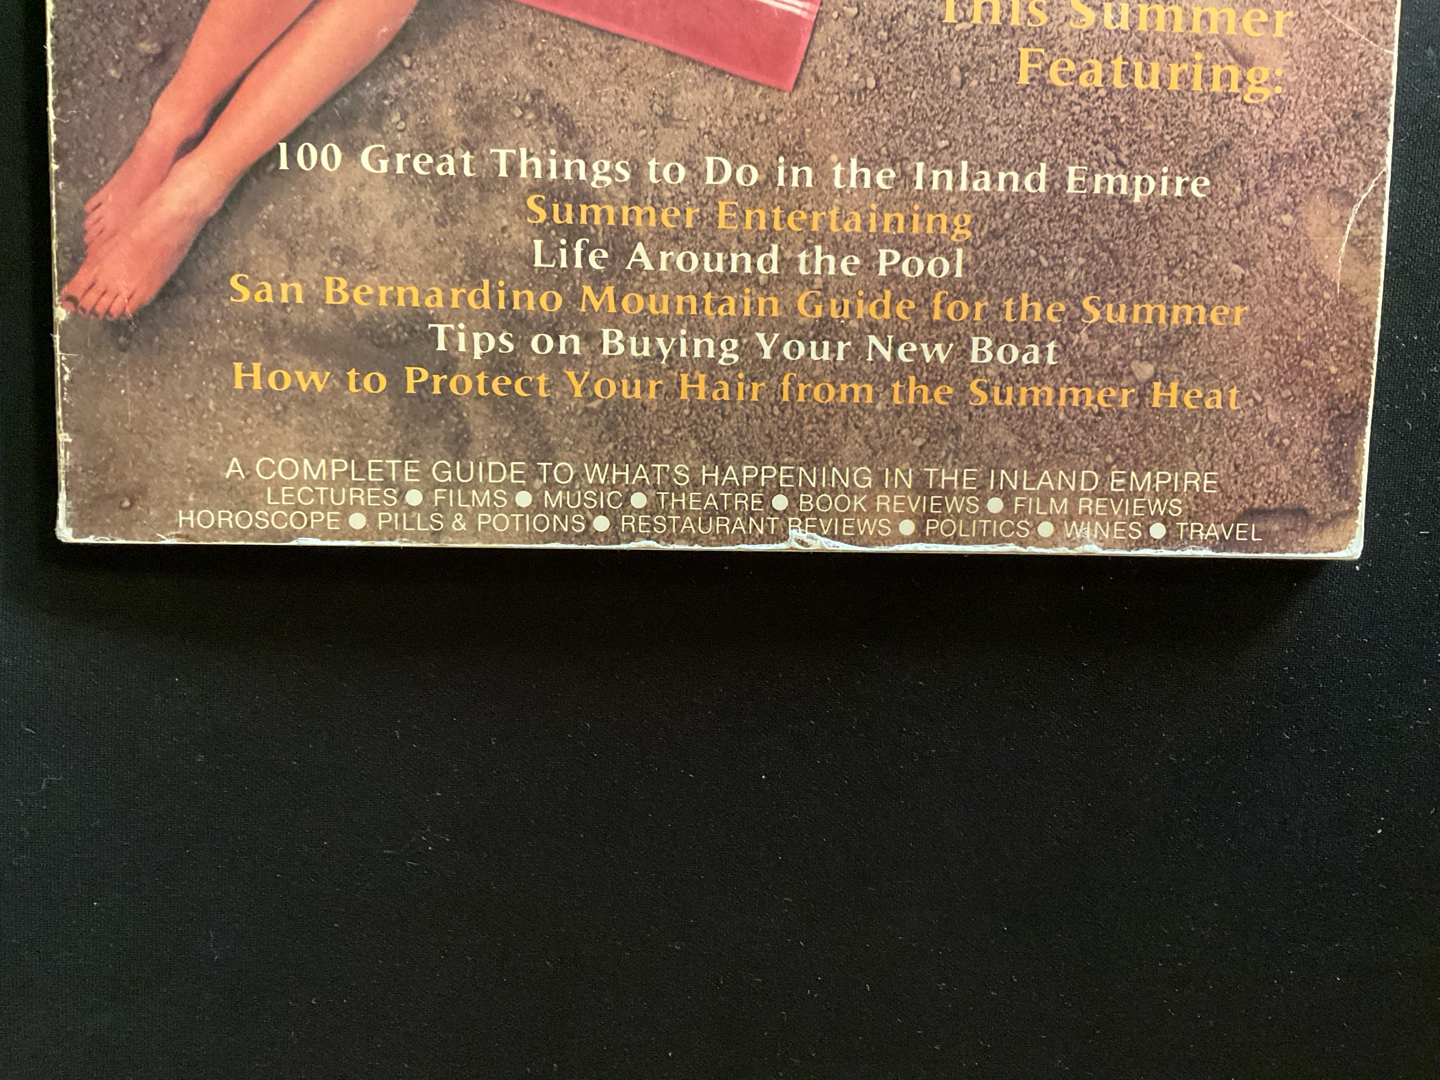 This Summer
Featuring:
100 Great Things to Do in the Inland Empire
Summer Entertaining
Life Around the Pool
San Bernardino Mountain Guide for the Summer
Tips on Buying Your New Boat
How to Protect Your Hair from the Summer Heat
A COMPLETE GUIDE TO WHAT'S HAPPENING IN THE INLAND EMPIRE
LECTURES ● FILMS ● MUSIC ● THEATRE ● BOOK REVIEWS ● FILM REVIEWS
HOROSCOPE ● PILLS & POTIONS ● RESTAURANT REVIEWS ● POLITICS ● WINES ● TRAVEL